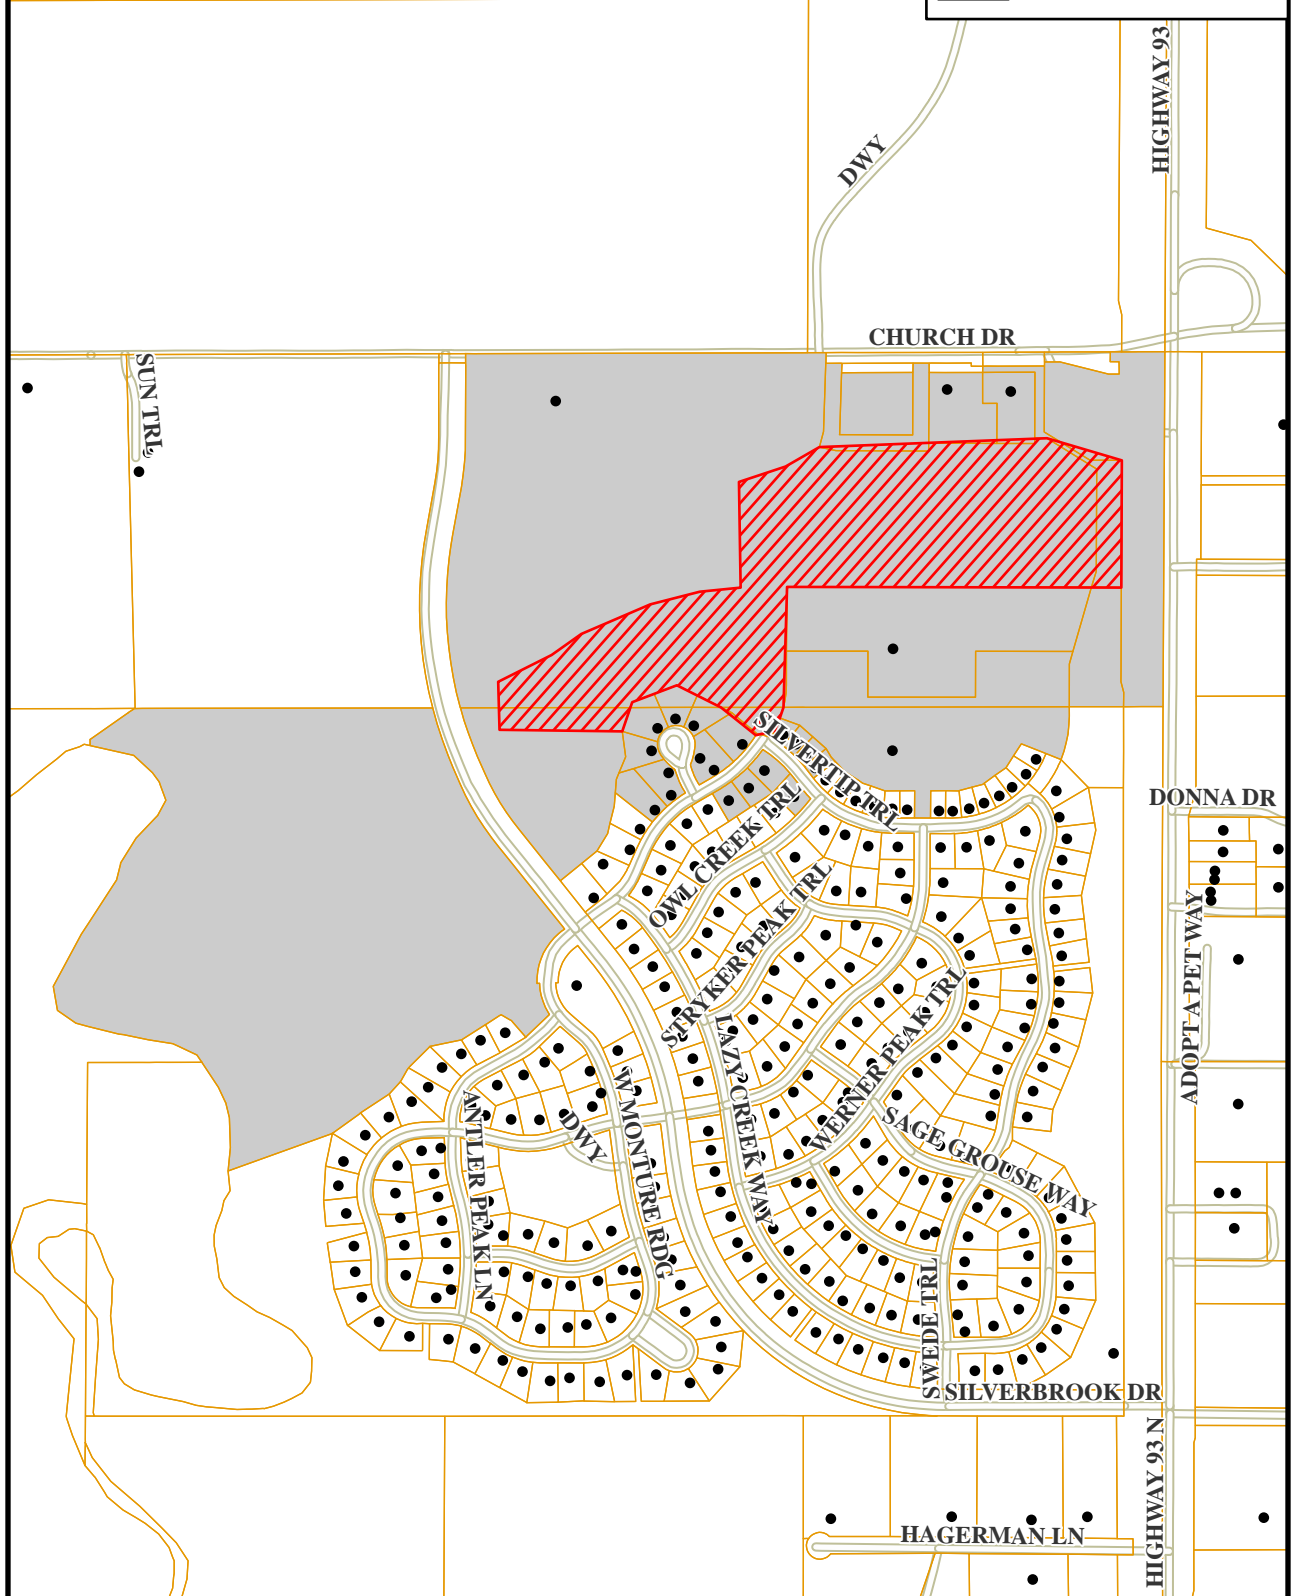 HIGHWAY 93
DWY
CHURCH DR
SUN TRL
SILVERTIP TRL
DONNA DR
OWL CREEK TRL
STRYKER PEAK TRL
ADOPT A PET WAY
WERNER PEAK TRL
LAZY CREEK WAY
W MONTURE RDG
ANTLER PEAK LN
DWY
SAGE GROUSE WAY
SWEDE TRL
SILVERBROOK DR
HIGHWAY 93 N
HAGERMAN LN